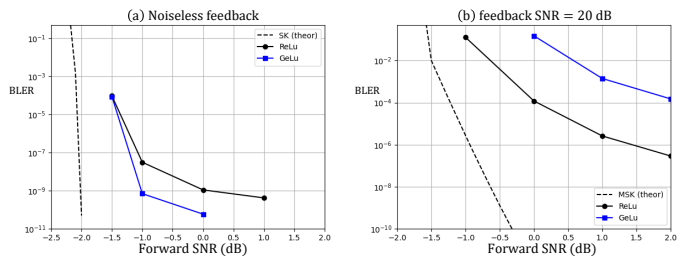 (a) Noiseless feedback
SK (theor)
ReLu
GeLu
BLER
10⁻¹
10⁻³
10⁻⁵
10⁻⁷
10⁻⁹
10⁻¹¹
−2.5 −2.0 −1.5 −1.0 −0.5 0.0 0.5 1.0 1.5 2.0
Forward SNR (dB)
(b) feedback SNR = 20 dB
BLER
10⁻²
10⁻⁴
10⁻⁶
10⁻⁸
10⁻¹⁰
MSK (theor)
ReLu
GeLu
−2.0 −1.5 −1.0 −0.5 0.0 0.5 1.0 1.5 2.0
Forward SNR (dB)